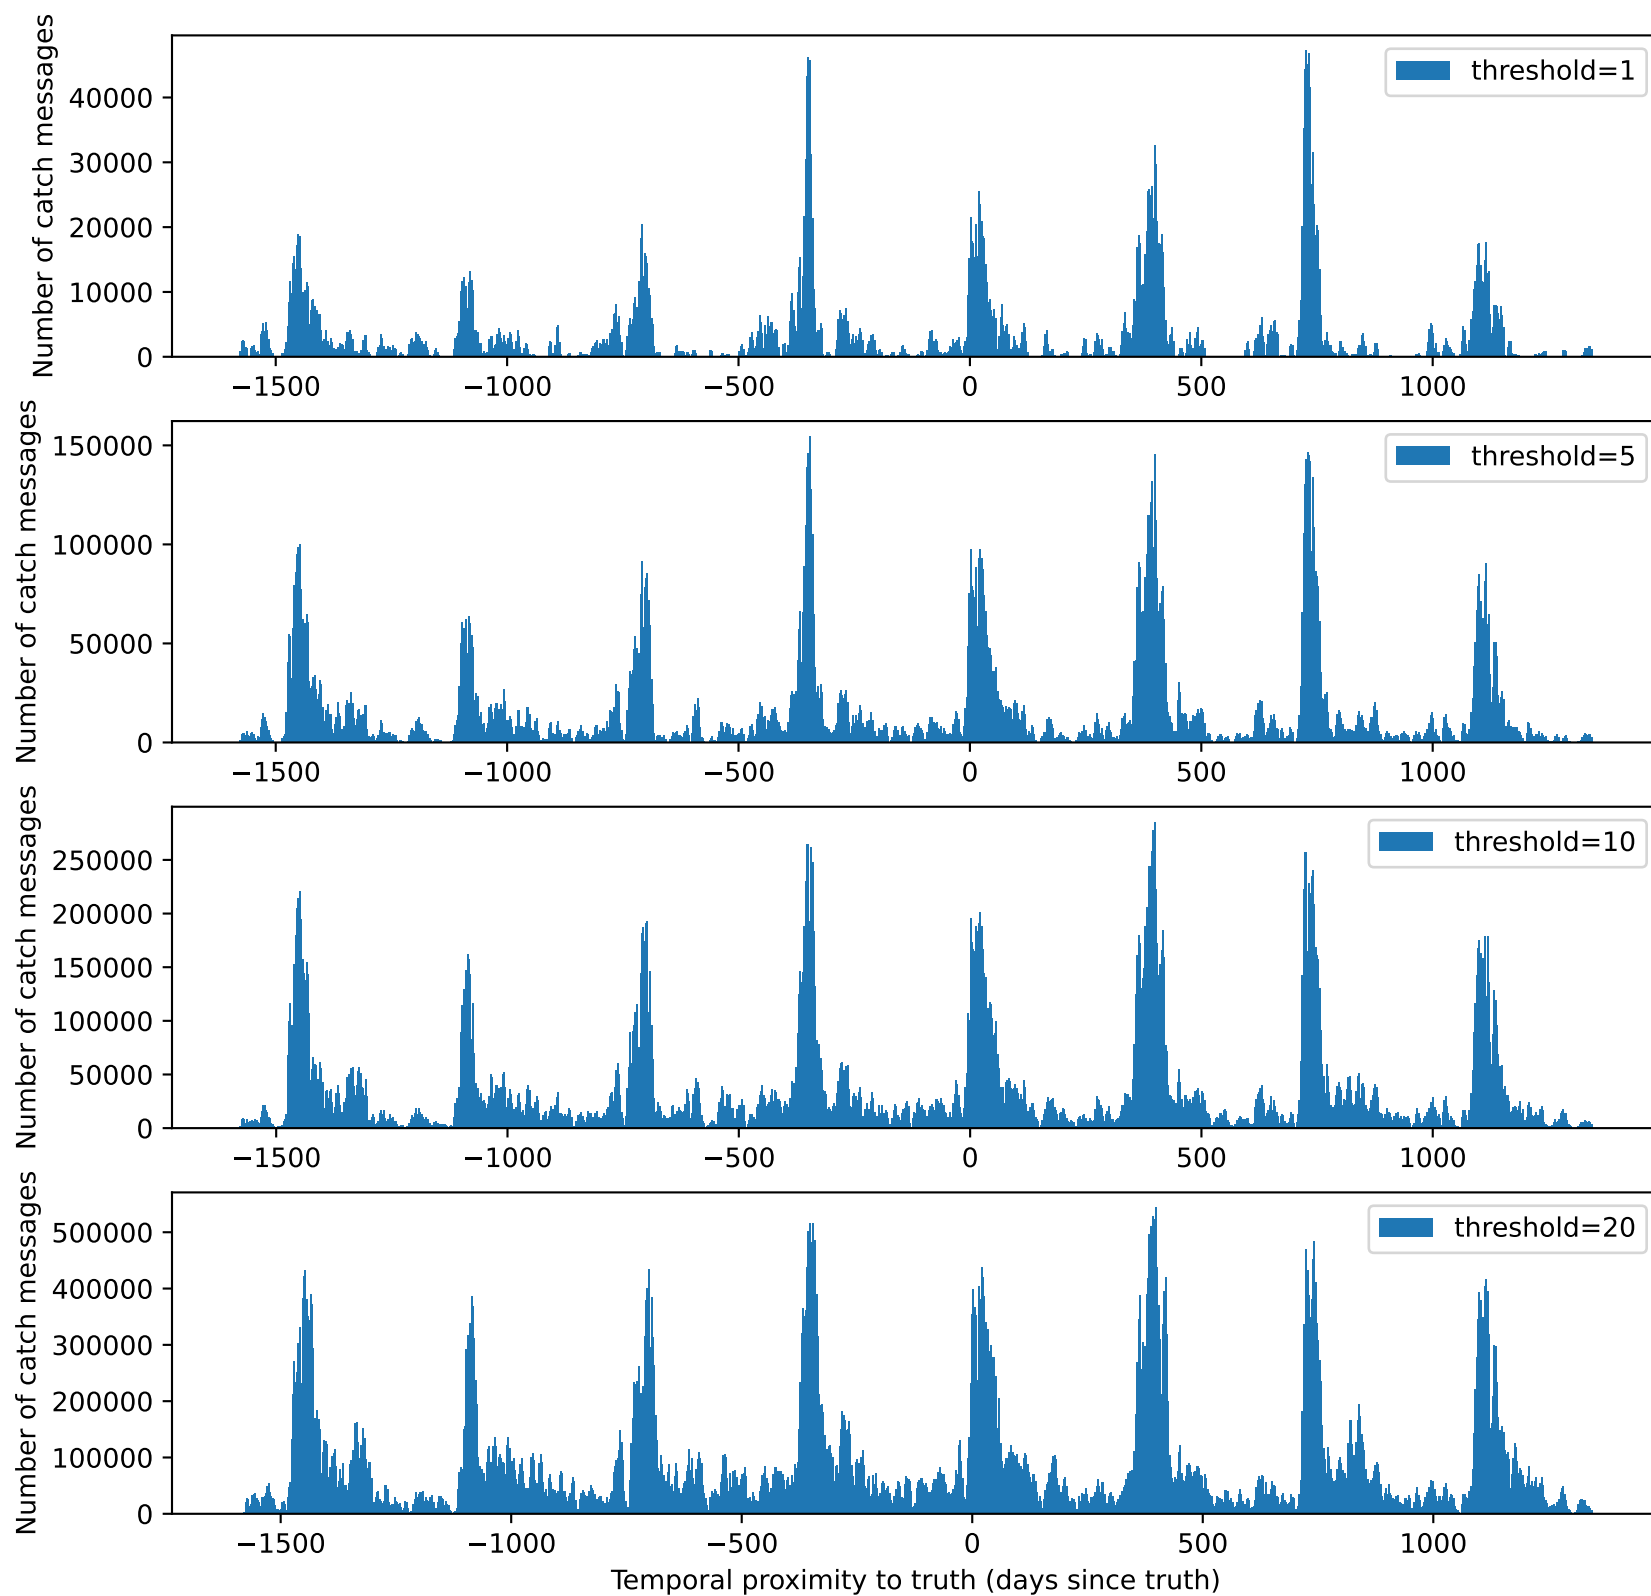 Number of catch messages
40000
30000
20000
10000
0
threshold=1
−1500 −1000 −500 0 500 1000
Number of catch messages
150000
100000
50000
0
threshold=5
−1500 −1000 −500 0 500 1000
Number of catch messages
250000
200000
150000
100000
50000
0
threshold=10
−1500 −1000 −500 0 500 1000
Number of catch messages
500000
400000
300000
200000
100000
0
threshold=20
−1500 −1000 −500 0 500 1000
Temporal proximity to truth (days since truth)